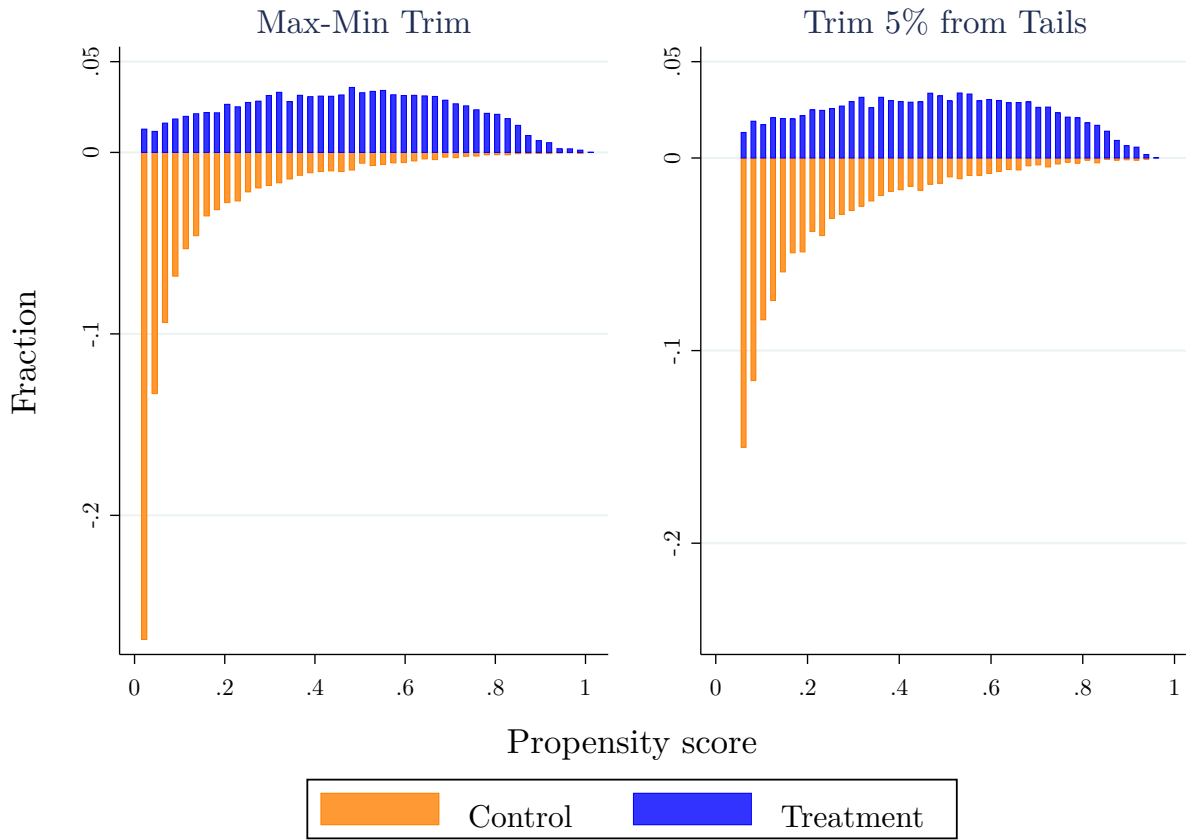 Max-Min Trim
Trim 5% from Tails
.05
0
-.1
-.2
.05
0
-.1
-.2
Fraction
0 .2 .4 .6 .8 1
0 .2 .4 .6 .8 1
Propensity score
Control
Treatment